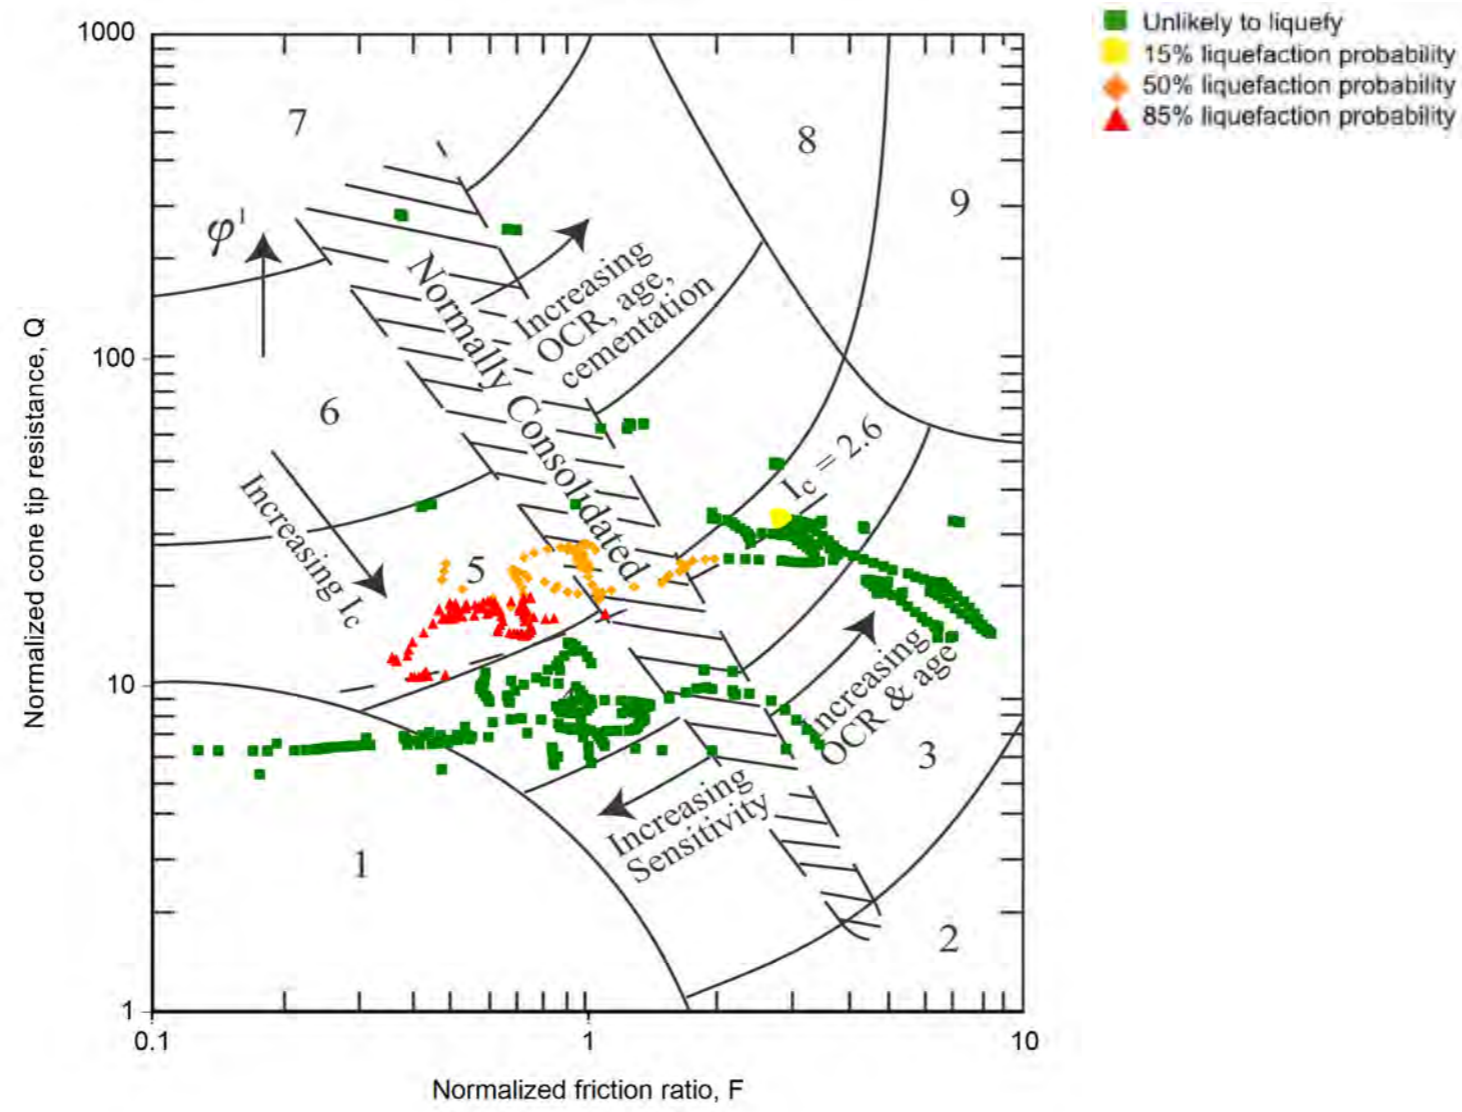 Unlikely to liquefy
15% liquefaction probability
50% liquefaction probability
85% liquefaction probability
1000
100
10
1
Normalized cone tip resistance, Q
7
8
9
φ'
Normally Consolidated
Increasing
OCR, age,
cementation
6
I_c = 2.6
Increasing I_c
5
Increasing
OCR & age
3
Increasing
Sensitivity
1
2
0.1
1
10
Normalized friction ratio, F